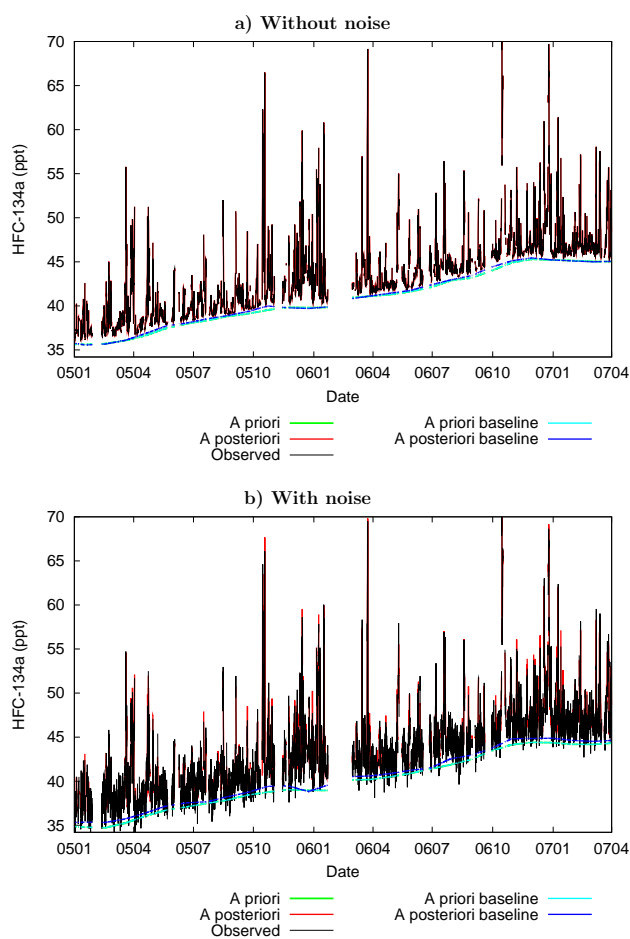 a) Without noise
70
65
60
55
50
45
40
35
HFC-134a (ppt)
0501 0504 0507 0510 0601 0604 0607 0610 0701 0704
Date
A priori A priori baseline
A posteriori A posteriori baseline
Observed
b) With noise
70
65
60
55
50
45
40
35
HFC-134a (ppt)
0501 0504 0507 0510 0601 0604 0607 0610 0701 0704
Date
A priori A priori baseline
A posteriori A posteriori baseline
Observed